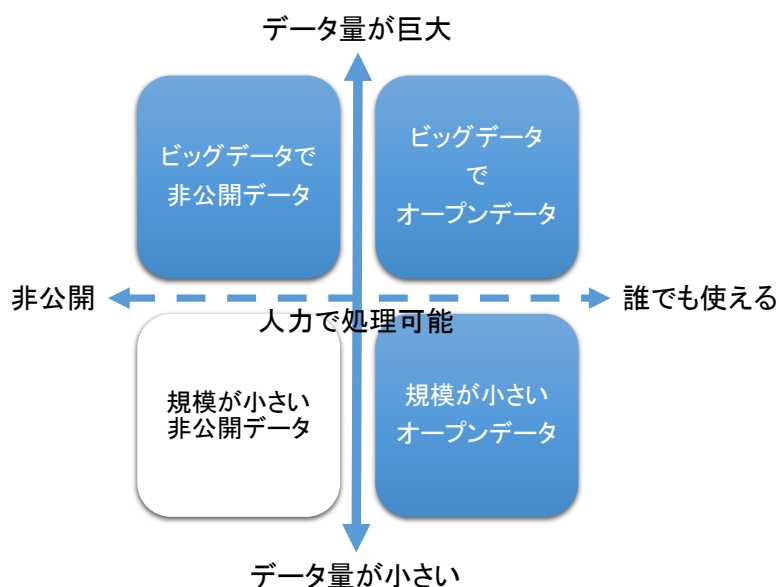 データ量が巨大
ビッグデータで
非公開データ
ビッグデータ
で
オープンデータ
非公開
誰でも使える
人力で処理可能
規模が小さい
非公開データ
規模が小さい
オープンデータ
データ量が小さい